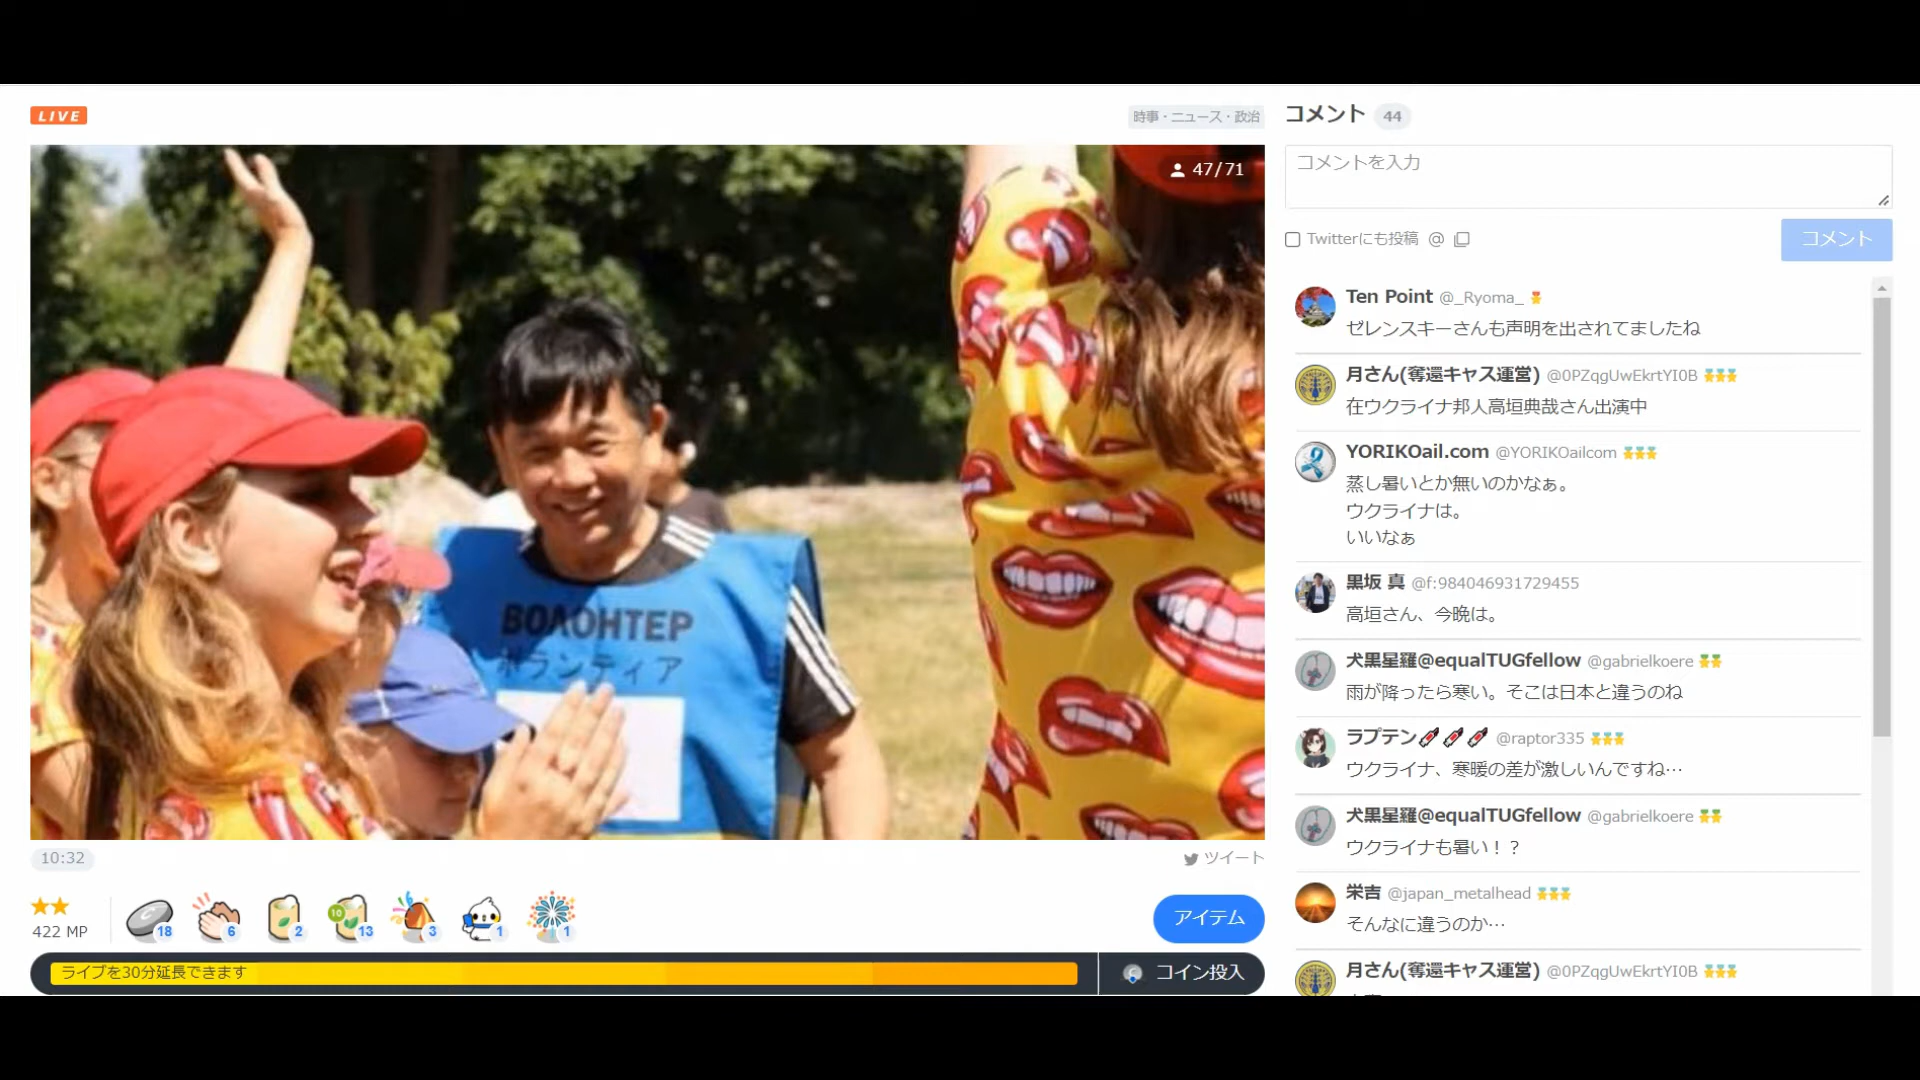 LIVE
時事・ニュース・政治
47/71
ВОЛОНТЕР
ボランティア
10:32
ツイート
422 MP
18
6
2
10
13
3
1
1
アイテム
ライブを30分延長できます
コイン投入
コメント 44
コメントを入力
Twitterにも投稿 @
コメント
Ten Point @_Ryoma_
ゼレンスキーさんも声明を出されてましたね
月さん(奪還キャス運営) @0PZqgUwEkrtYI0B
在ウクライナ邦人高垣典哉さん出演中
YORIKOail.com @YORIKOailcom
蒸し暑いとか無いのかなぁ。
ウクライナは。
いいなぁ
黒坂 真 @f:984046931729455
高垣さん、今晩は。
犬黒星羅@equalTUGfellow @gabrielkoere
雨が降ったら寒い。そこは日本と違うのね
ラプテン @raptor335
ウクライナ、寒暖の差が激しいんですね…
犬黒星羅@equalTUGfellow @gabrielkoere
ウクライナも暑い！？
栄吉 @japan_metalhead
そんなに違うのか…
月さん(奪還キャス運営) @0PZqgUwEkrtYI0B